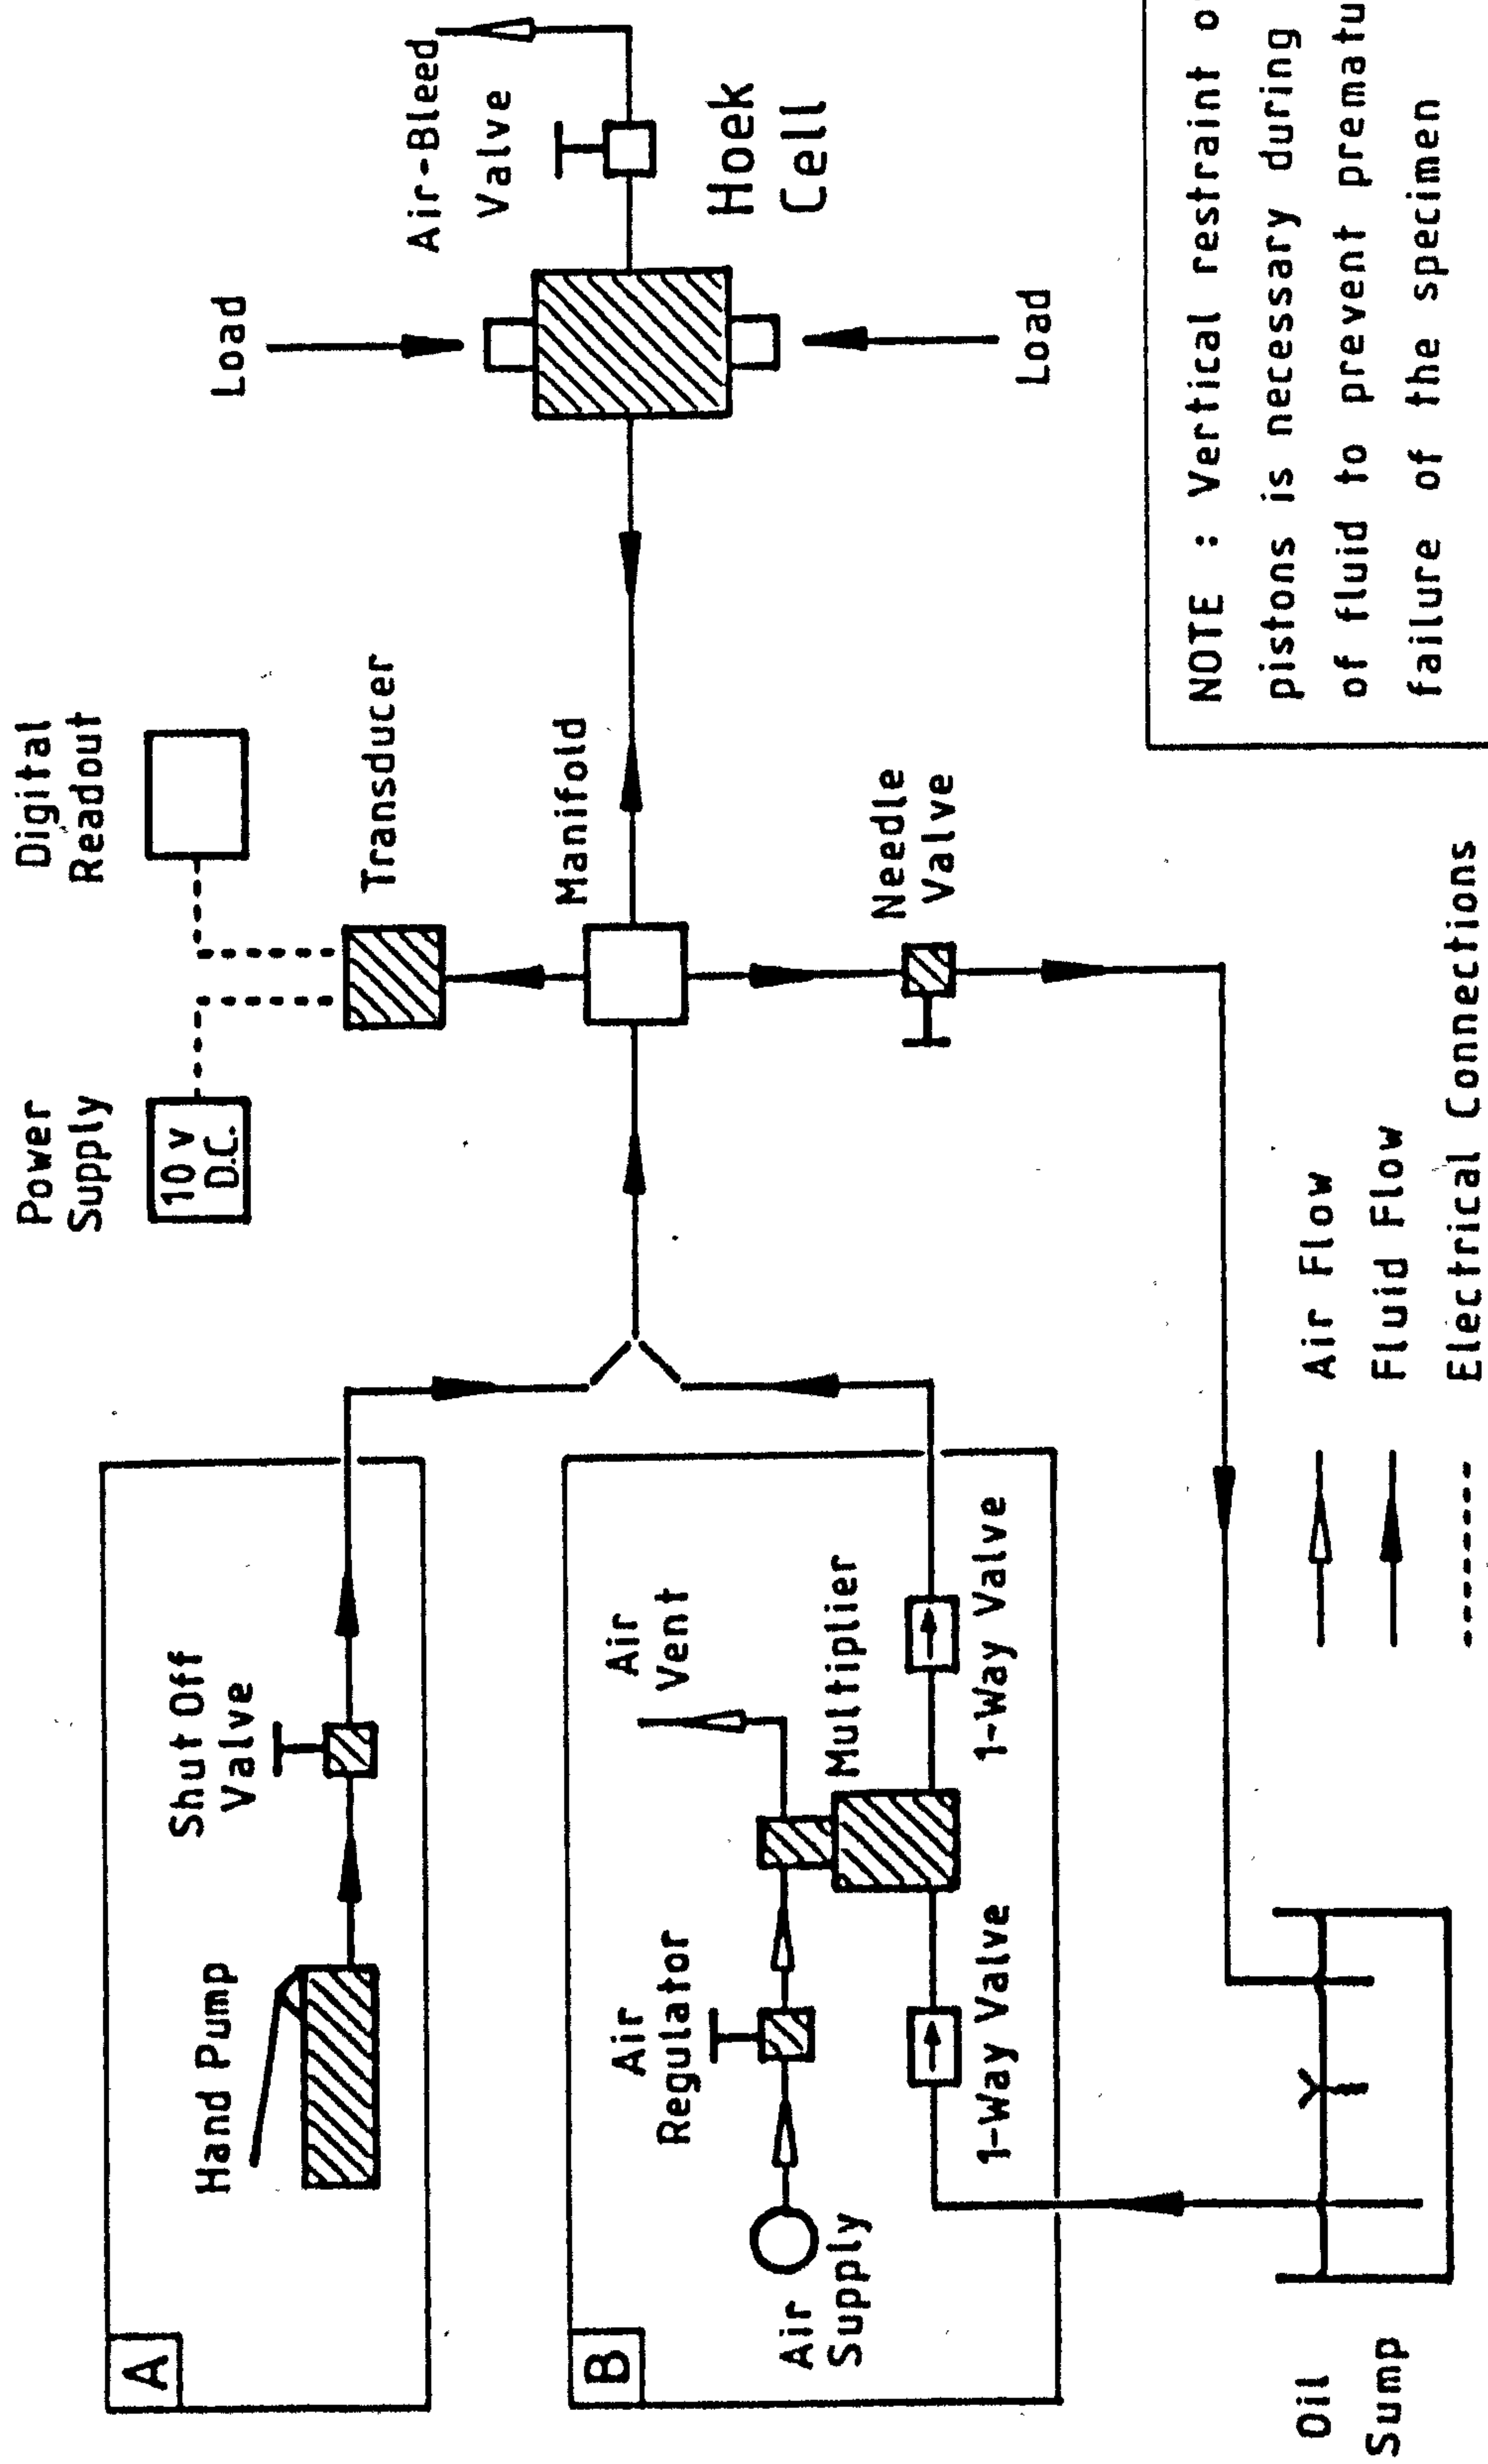 A
Hand Pump
Shut Off
Valve
B
Air
Supply
Air
Regulator
Air
Vent
Multiplier
1-Way Valve
1-Way Valve
Oil
Sump
Power
Supply
10 v
D.C.
Digital
Readout
Transducer
Manifold
Needle
Valve
Load
Load
Air-Bleed
Valve
Hoek
Cell
Air Flow
Fluid Flow
Electrical Connections
NOTE : Vertical restraint
pistons is necessary during
of fluid to prevent
failure of the specimen